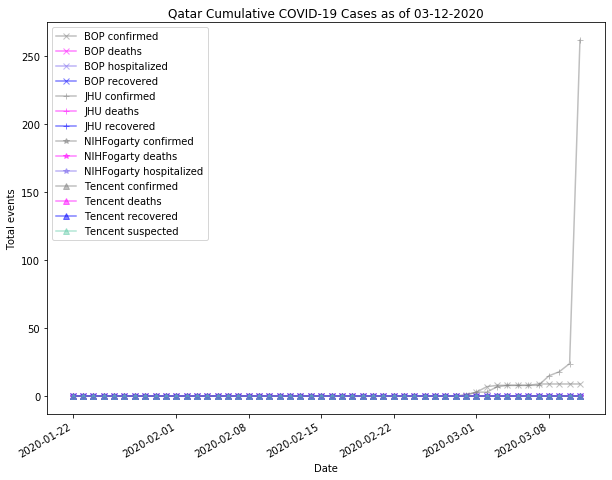 Qatar Cumulative COVID-19 Cases as of 03-12-2020
BOP confirmed
BOP deaths
BOP hospitalized
BOP recovered
JHU confirmed
JHU deaths
JHU recovered
NIHFogarty confirmed
NIHFogarty deaths
NIHFogarty hospitalized
Tencent confirmed
Tencent deaths
Tencent recovered
Tencent suspected
250
200
150
100
50
0
Total events
2020-01-22
2020-02-01
2020-02-08
2020-02-15
2020-02-22
2020-03-01
2020-03-08
Date